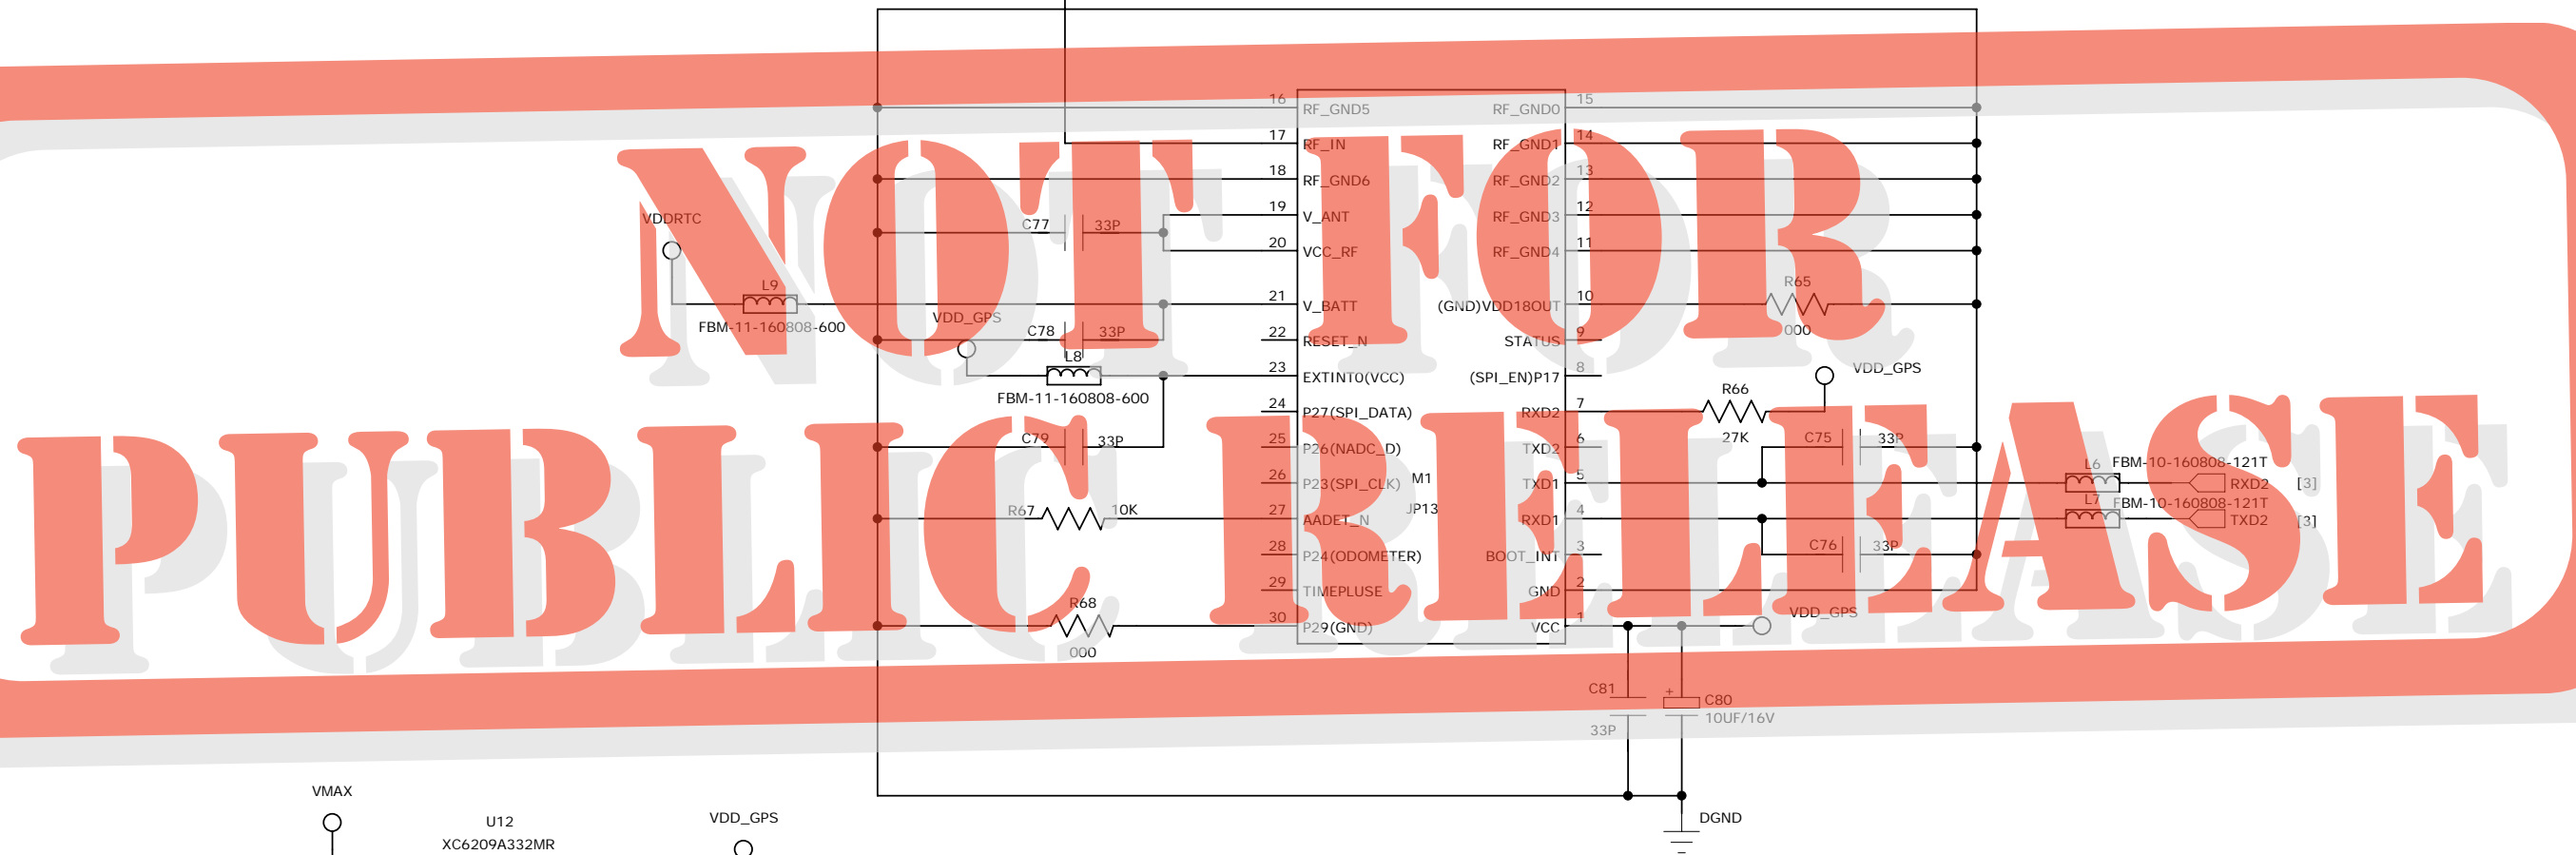 NOT FOR
PUBLIC RELEASE
16 RF_GND5 RF_GND0 15
17 RF_IN RF_GND1 14
18 RF_GND6 RF_GND2 13
19 V_ANT RF_GND3 12
20 VCC_RF RF_GND4 11
21 V_BATT (GND)VDD18OUT 10
22 RESET_N STATUS 9
23 EXTINT0(VCC) (SPI_EN)P17 8
24 P27(SPI_DATA) RXD2 7
25 P26(NADC_D) TXD2 6
26 P23(SPI_CLK) TXD1 5
27 AADET_N RXD1 4
28 P24(ODOMETER) BOOT_INT 3
29 TIMEPLUSE GND 2
30 P29(GND) VCC 1
M1
JP13
VDDRTC
L9
FBM-11-160808-600
C77 33P
VDD_GPS
C78 33P
L8
FBM-11-160808-600
C79 33P
R67 10K
R68
000
R65
000
VDD_GPS
R66
27K
C75 33P
L6 FBM-10-160808-121T
RXD2 [3]
L7 FBM-10-160808-121T
TXD2 [3]
C76 33P
VDD_GPS
C81
33P
+ C80
10UF/16V
DGND
VMAX
U12
XC6209A332MR
VDD_GPS